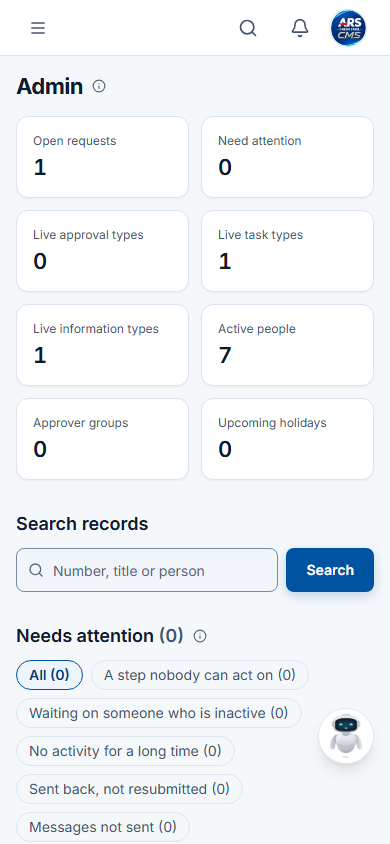 ARS
CMS
Admin
Open requests
1
Need attention
0
Live approval types
0
Live task types
1
Live information types
1
Active people
7
Approver groups
0
Upcoming holidays
0
Search records
Number, title or person
Search
Needs attention (0)
All (0)
A step nobody can act on (0)
Waiting on someone who is inactive (0)
No activity for a long time (0)
Sent back, not resubmitted (0)
Messages not sent (0)